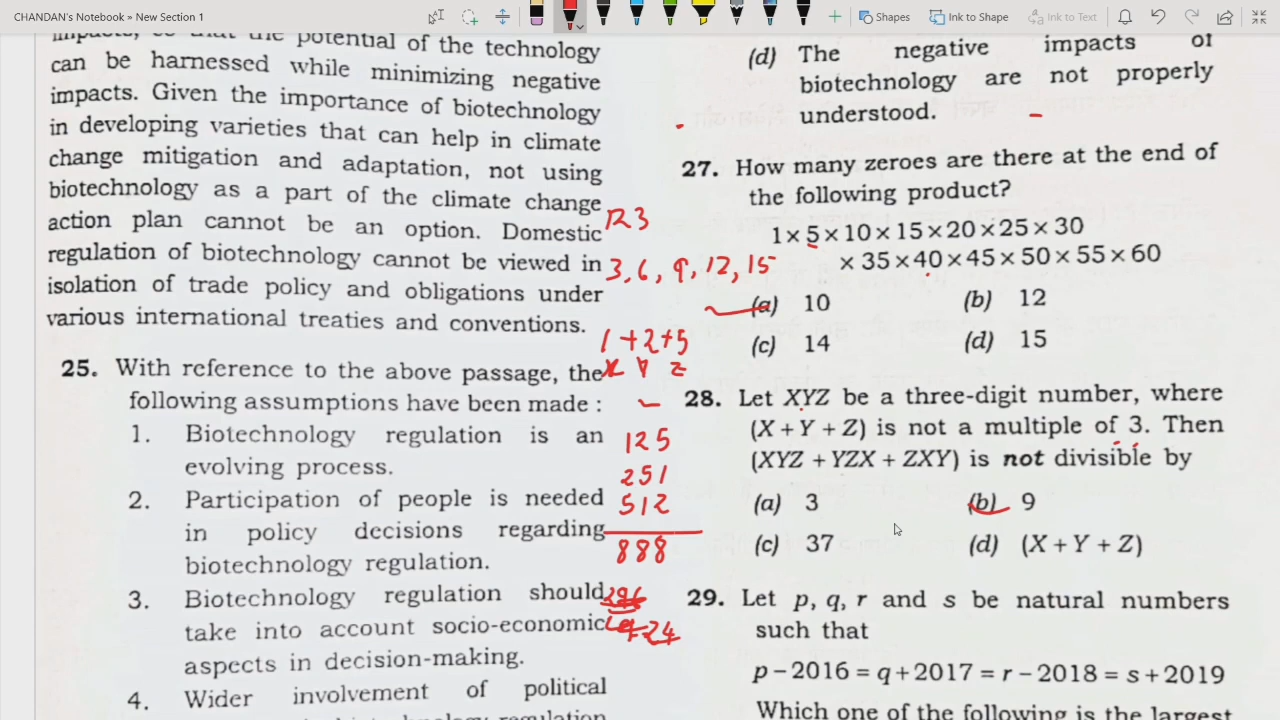 CHANDAN's Notebook » New Section 1
Shapes
Ink to Shape
Ink to Text
the potential of the technology
can be harnessed while minimizing negative
impacts. Given the importance of biotechnology
in developing varieties that can help in climate
change mitigation and adaptation, not using
biotechnology as a part of the climate change
action plan cannot be an option. Domestic
regulation of biotechnology cannot be viewed in
isolation of trade policy and obligations under
various international treaties and conventions.
25. With reference to the above passage, the
following assumptions have been made :
1. Biotechnology regulation is an
evolving process.
2. Participation of people is needed
in policy decisions regarding
biotechnology regulation.
3. Biotechnology regulation should
take into account socio-economic
aspects in decision-making.
4. Wider involvement of political
123
3, 6, 9, 12, 15
1+2+5
X Y Z
125
251
512
888
296
24
(d) The negative impacts of
biotechnology are not properly
understood.
27. How many zeroes are there at the end of
the following product?
1 × 5 × 10 × 15 × 20 × 25 × 30
× 35 × 40 × 45 × 50 × 55 × 60
(a) 10 (b) 12
(c) 14 (d) 15
28. Let XYZ be a three-digit number, where
(X + Y + Z) is not a multiple of 3. Then
(XYZ + YZX + ZXY) is not divisible by
(a) 3 (b) 9
(c) 37 (d) (X + Y + Z)
29. Let p, q, r and s be natural numbers
such that
p − 2016 = q + 2017 = r − 2018 = s + 2019
Which one of the following is the largest